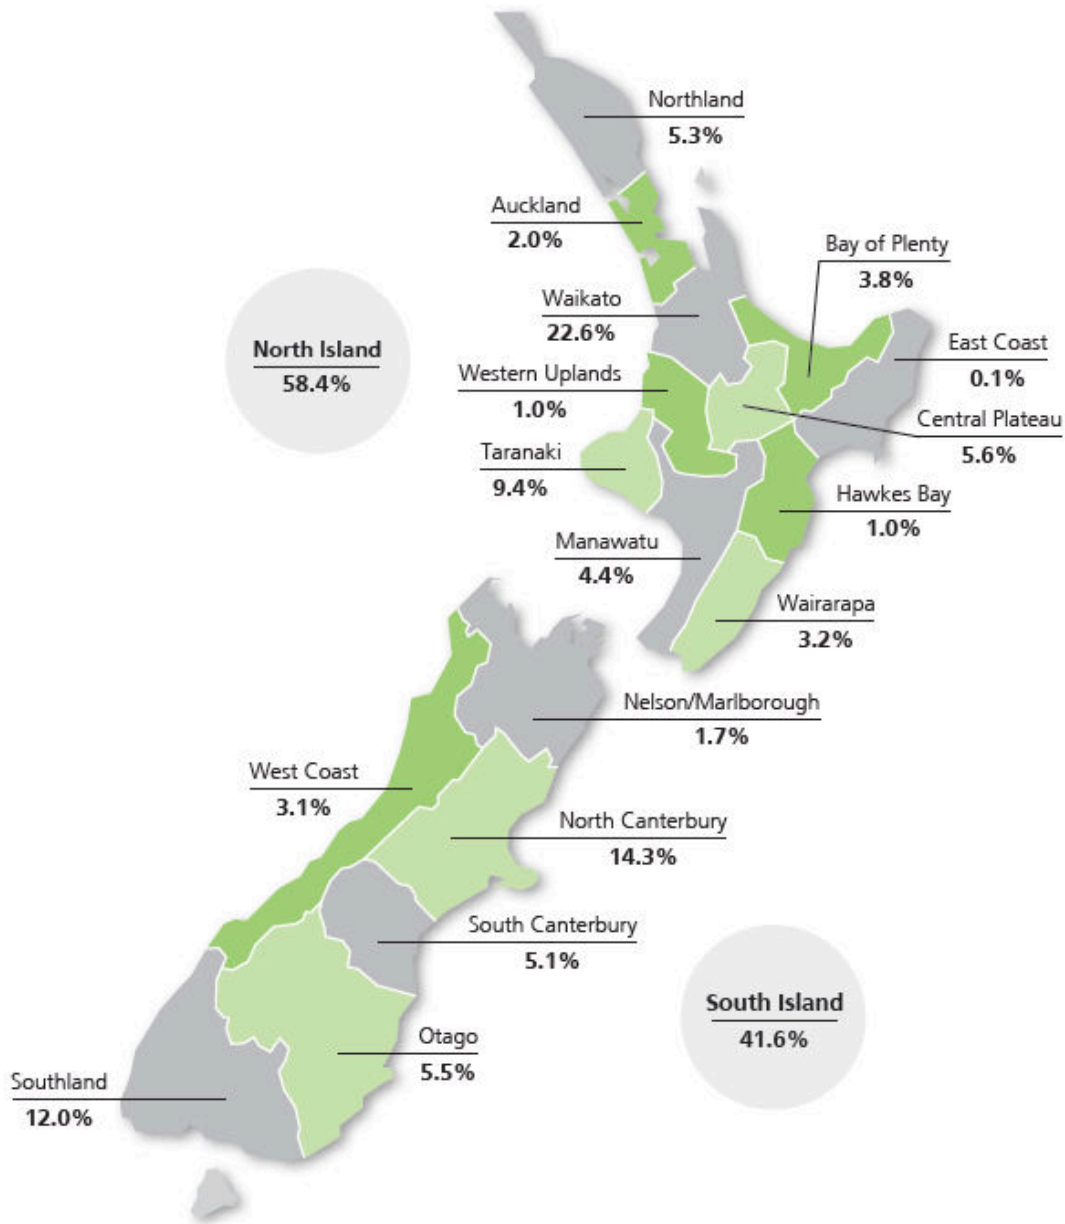 Northland
5.3%
Auckland
2.0%
Bay of Plenty
3.8%
Waikato
22.6%
North Island
58.4%
East Coast
0.1%
Western Uplands
1.0%
Central Plateau
5.6%
Taranaki
9.4%
Hawkes Bay
1.0%
Manawatu
4.4%
Wairarapa
3.2%
Nelson/Marlborough
1.7%
West Coast
3.1%
North Canterbury
14.3%
South Canterbury
5.1%
South Island
41.6%
Otago
5.5%
Southland
12.0%